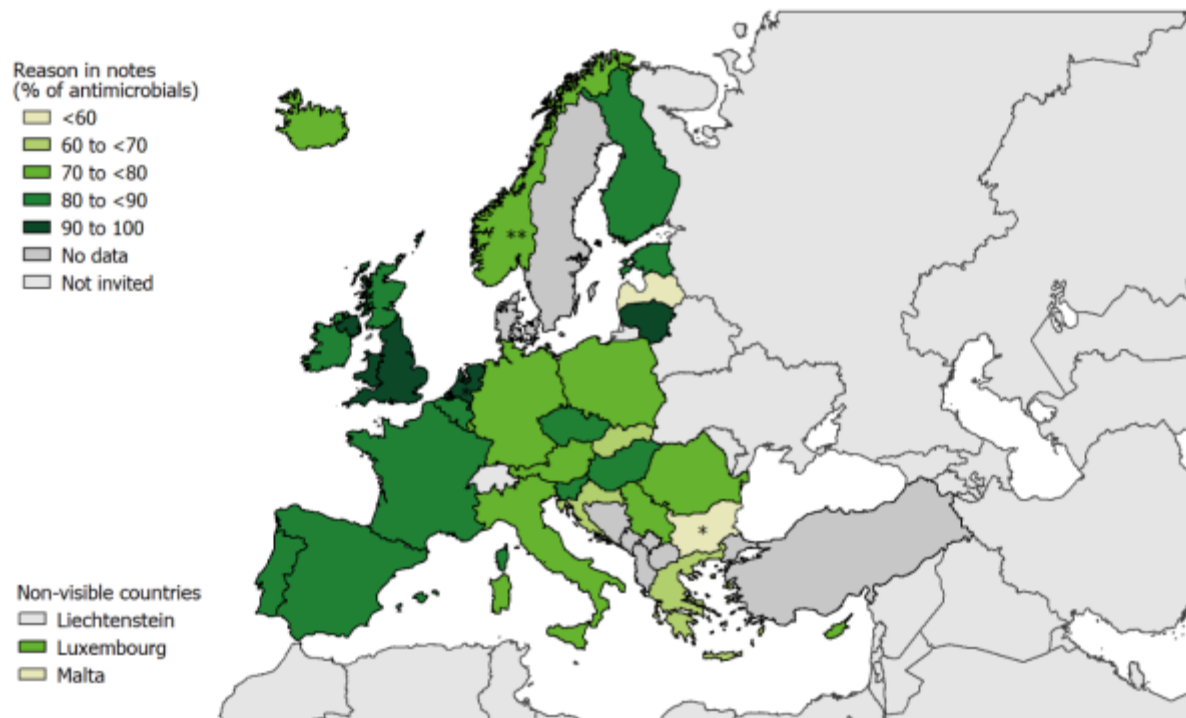 Reason in notes
(% of antimicrobials)
<60
60 to <70
70 to <80
80 to <90
90 to 100
No data
Not invited
**
*
Non-visible countries
Liechtenstein
Luxembourg
Malta